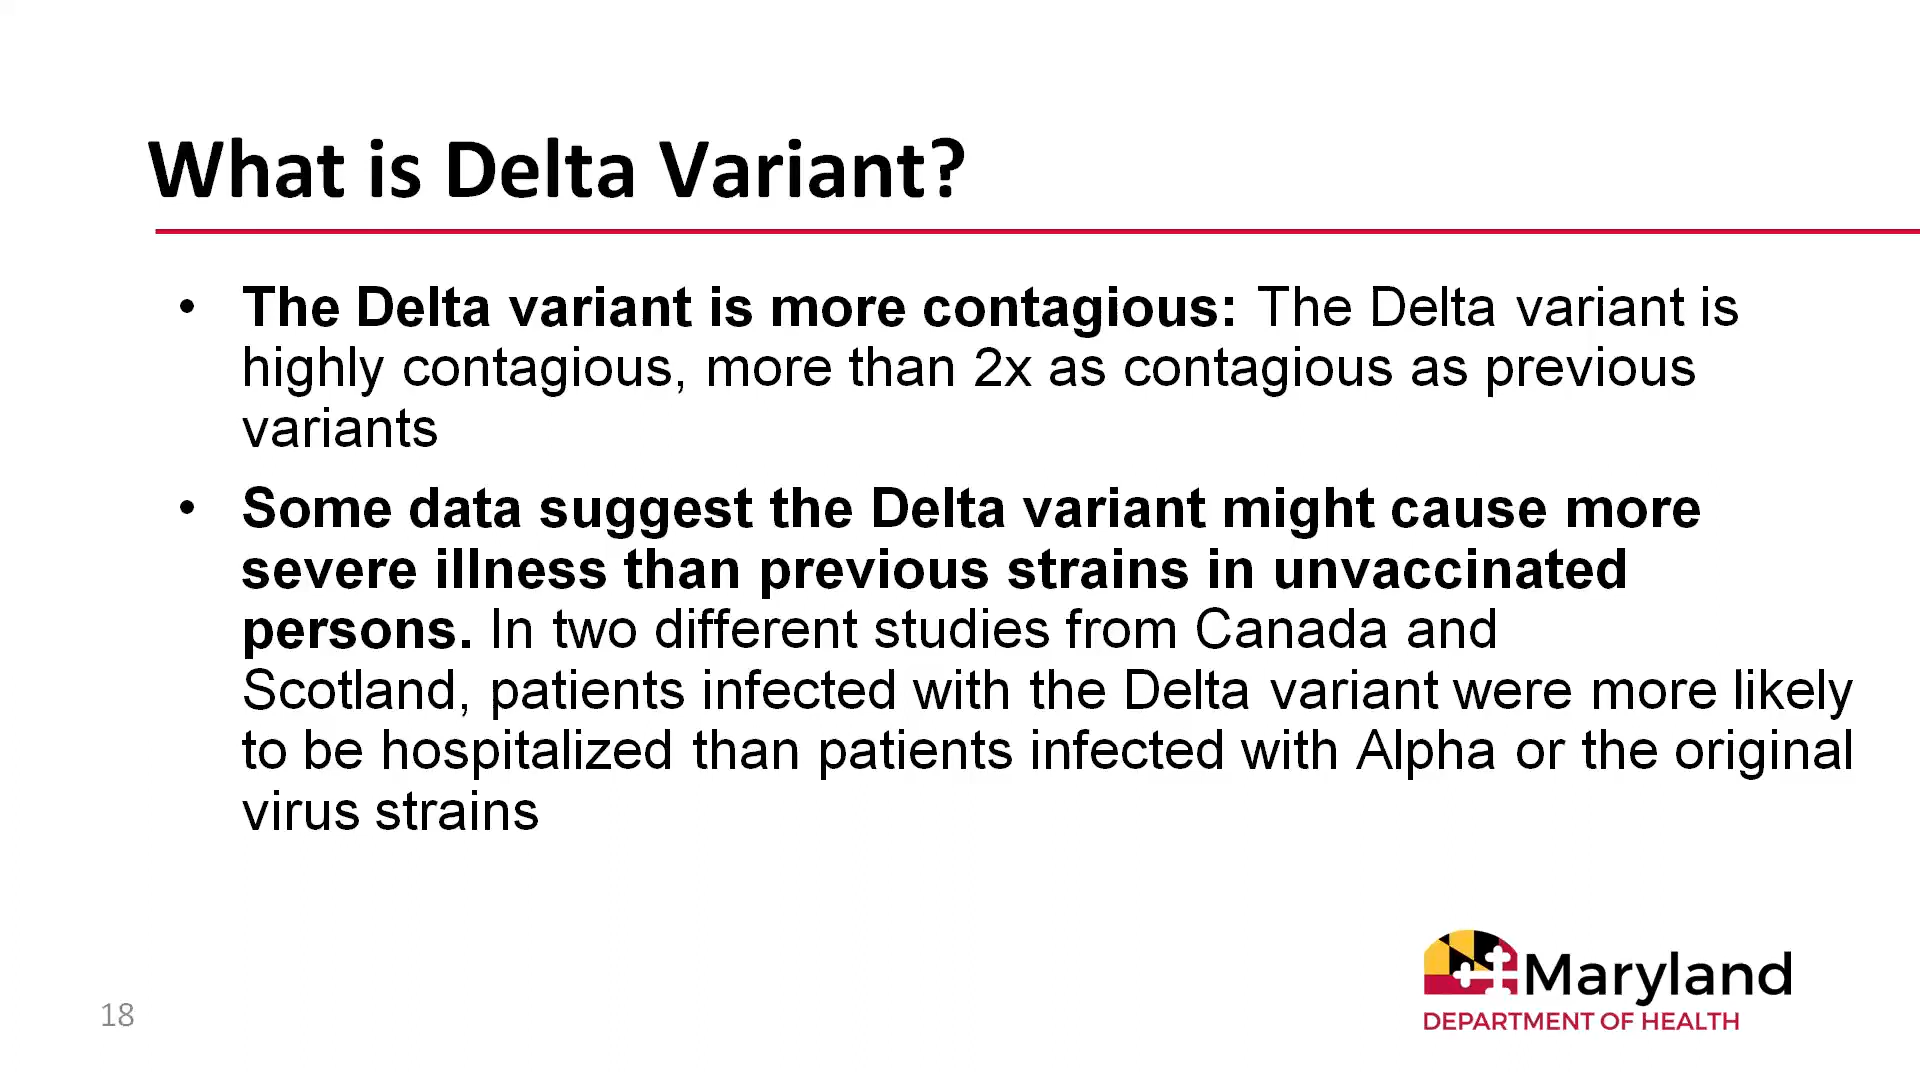 What is Delta Variant?
• The Delta variant is more contagious: The Delta variant is
highly contagious, more than 2x as contagious as previous
variants
• Some data suggest the Delta variant might cause more
severe illness than previous strains in unvaccinated
persons. In two different studies from Canada and
Scotland, patients infected with the Delta variant were more likely
to be hospitalized than patients infected with Alpha or the original
virus strains
18
Maryland
DEPARTMENT OF HEALTH